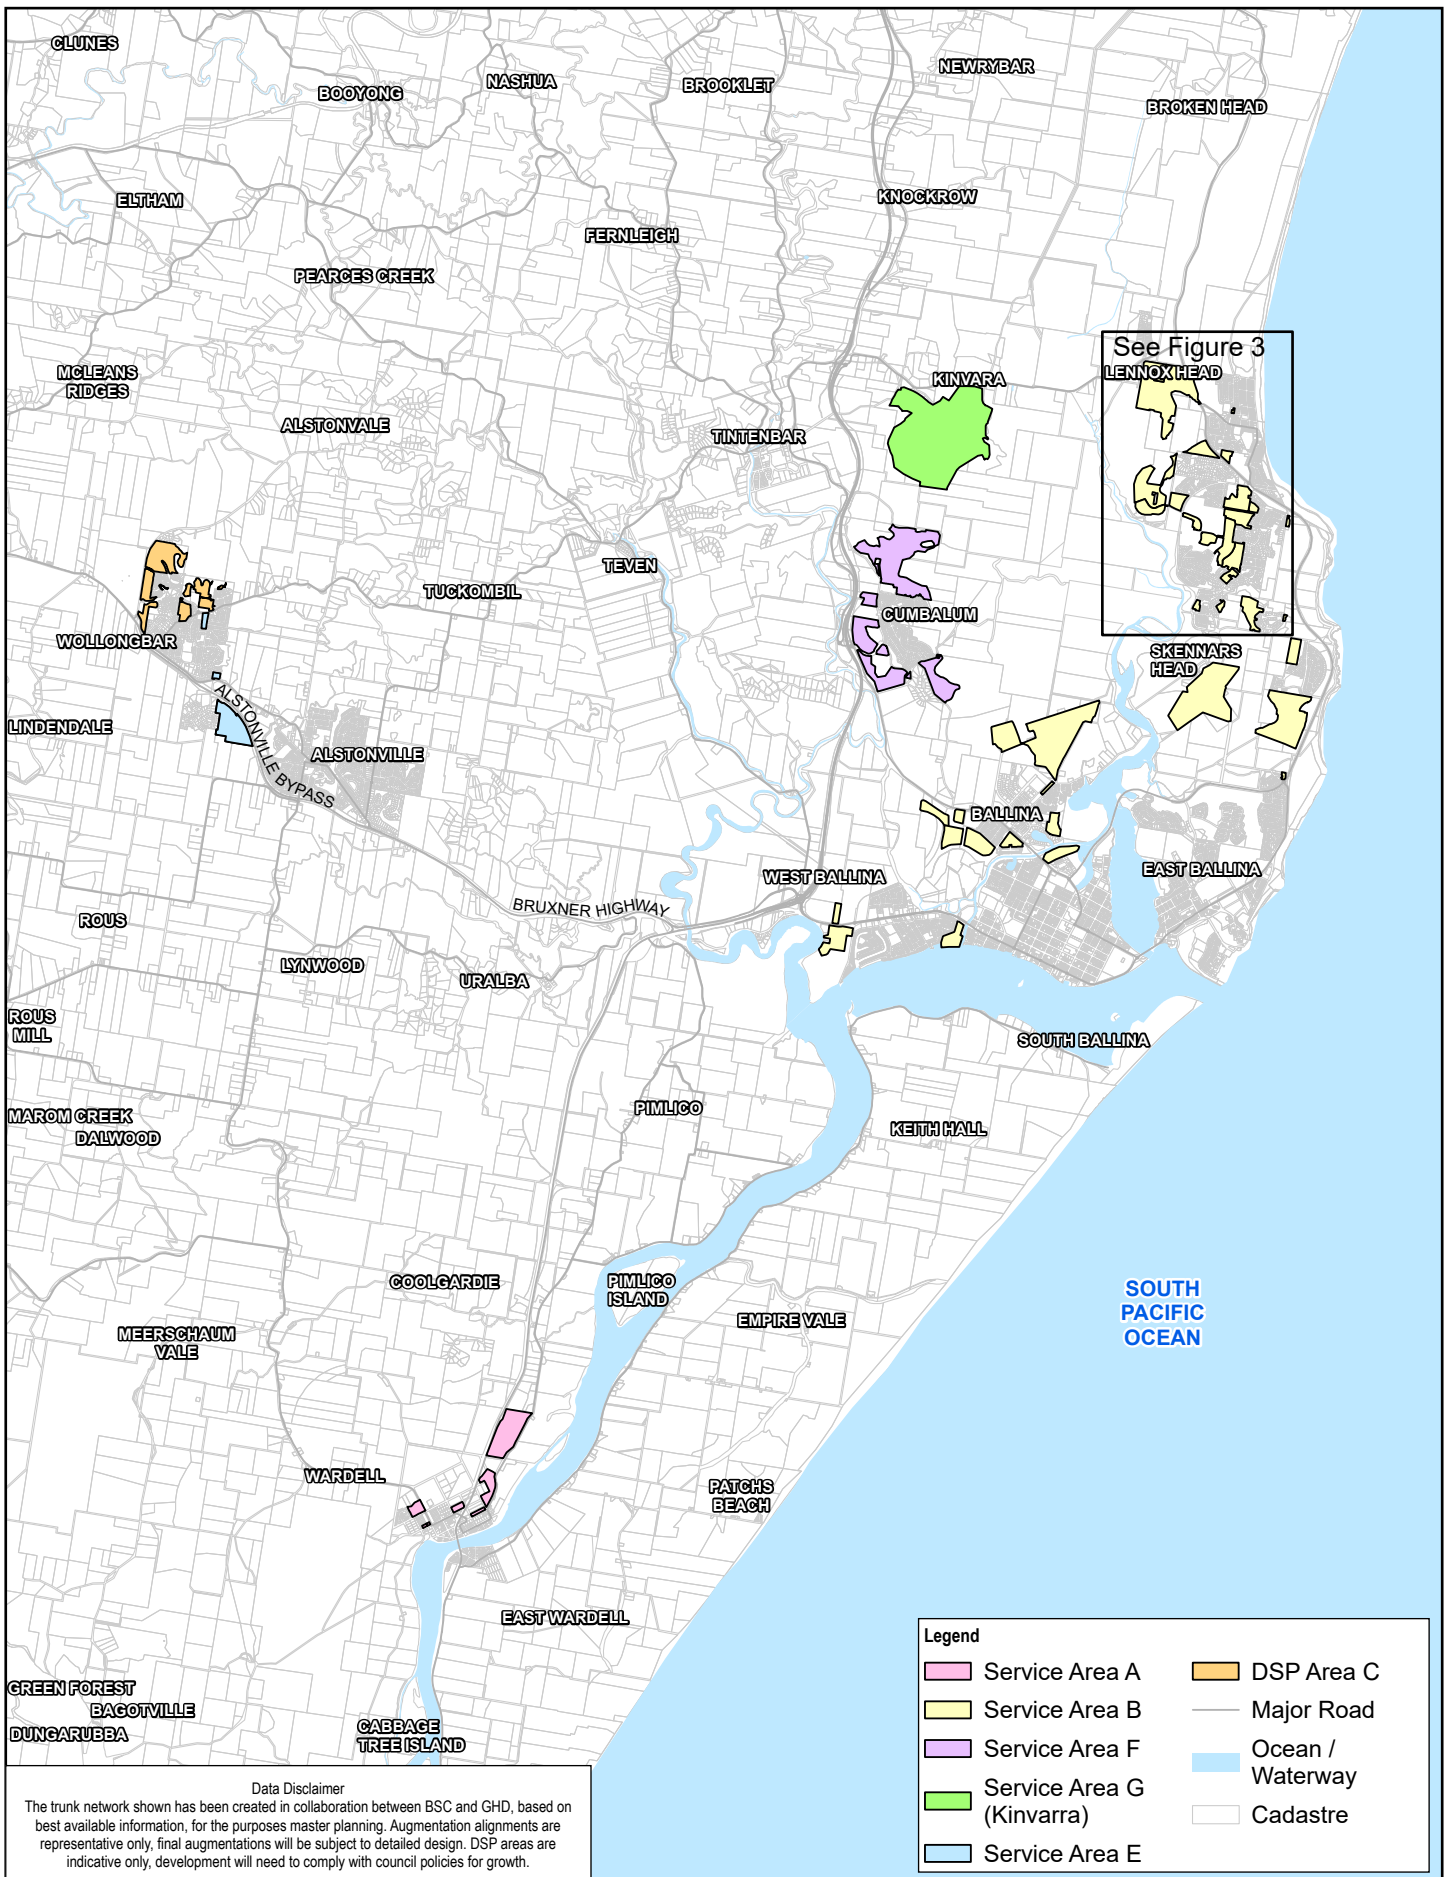 CLUNES
BOOYONG
NASHUA
BROOKLET
NEWRYBAR
BROKEN HEAD
ELTHAM
KNOCKROW
FERNLEIGH
PEARCES CREEK
See Figure 3
MCLEANS
RIDGES
KINVARA
LENNOX HEAD
ALSTONVALE
TINTENBAR
TEVEN
TUCKOMBIL
CUMBALUM
WOLLONGBAR
SKENNARS
HEAD
LINDENDALE
ALSTONVILLE BYPASS
ALSTONVILLE
BALLINA
WEST BALLINA
EAST BALLINA
BRUXNER HIGHWAY
ROUS
LYNWOOD
URALBA
ROUS
MILL
SOUTH BALLINA
MAROM CREEK
DALWOOD
PIMLICO
KEITH HALL
COOLGARDIE
PIMLICO
ISLAND
SOUTH
PACIFIC
OCEAN
EMPIRE VALE
MEERSCHAUM
VALE
WARDELL
PATCHS
BEACH
EAST WARDELL
GREEN FOREST
BAGOTVILLE
DUNGARUBBA
CABBAGE
TREE ISLAND
Data Disclaimer
The trunk network shown has been created in collaboration between BSC and GHD, based on
best available information, for the purposes master planning. Augmentation alignments are
representative only, final augmentations will be subject to detailed design. DSP areas are
indicative only, development will need to comply with council policies for growth.
Legend
Service Area A
Service Area B
Service Area F
Service Area G
(Kinvarra)
Service Area E
DSP Area C
Major Road
Ocean /
Waterway
Cadastre